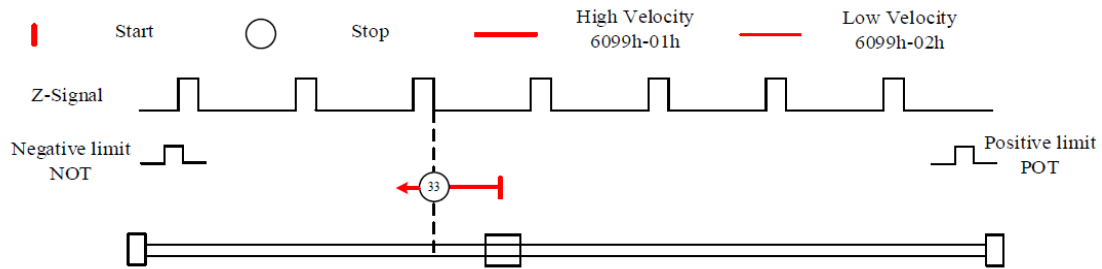 Start
Stop
High Velocity
6099h-01h
Low Velocity
6099h-02h
Z-Signal
Negative limit
NOT
Positive limit
POT
33